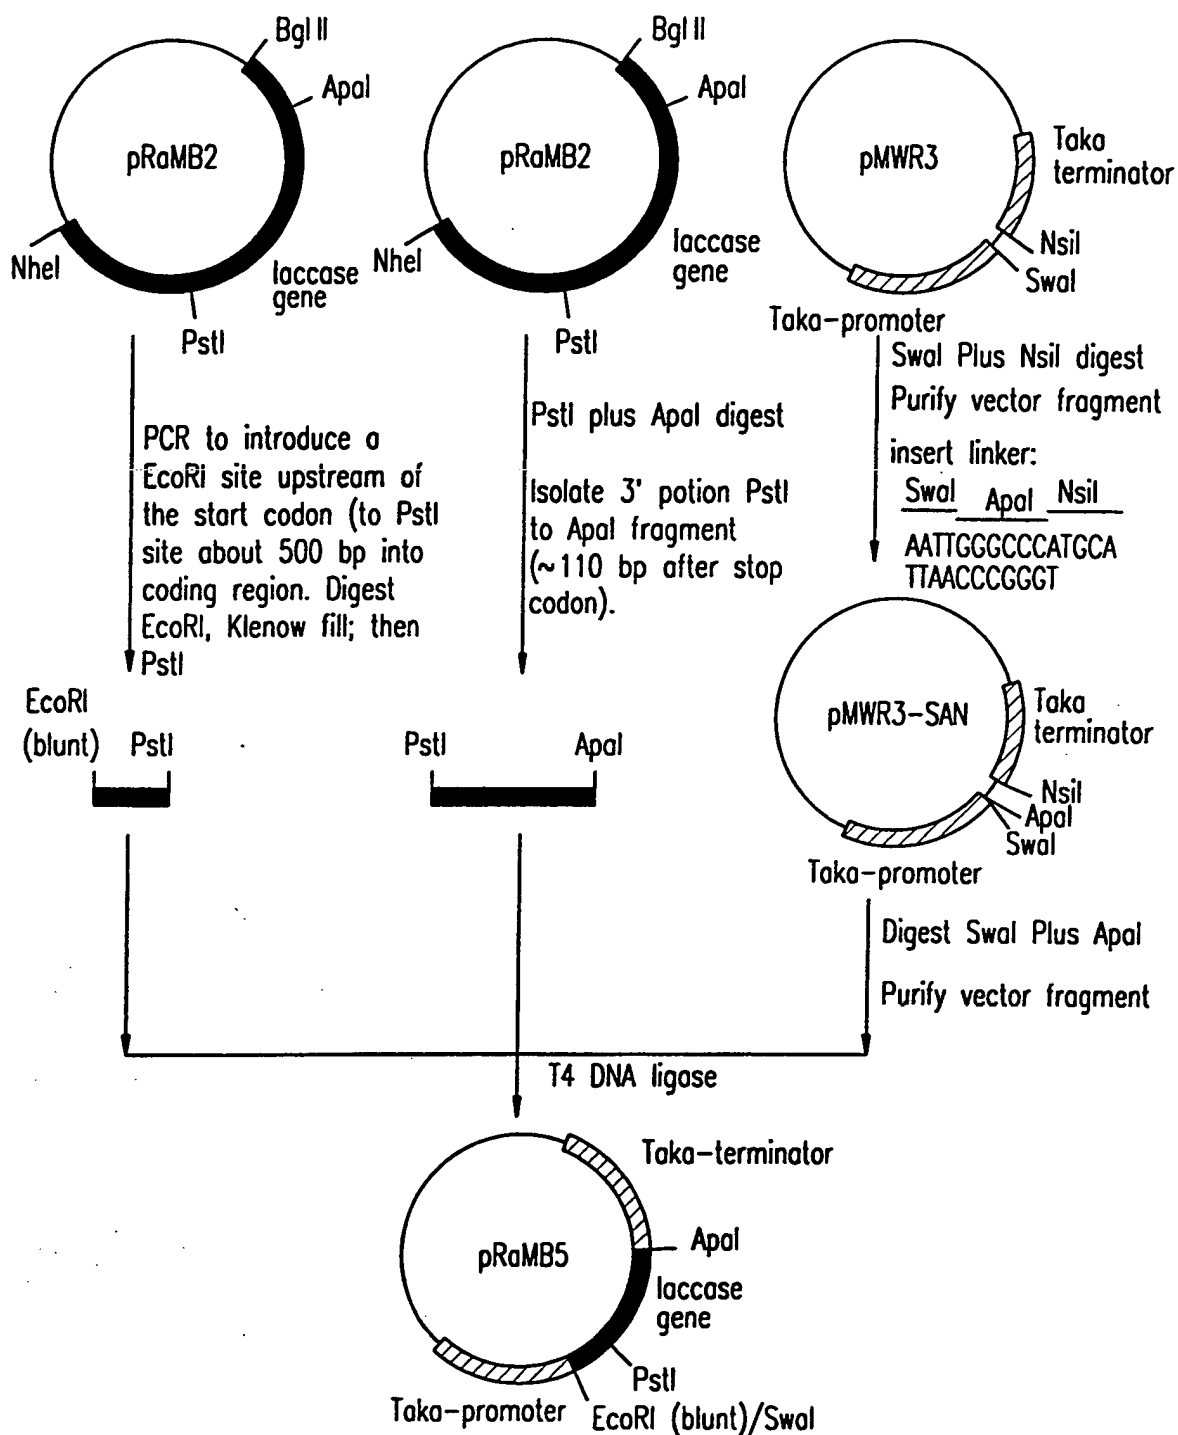 Bgl II
ApaI
pRaMB2
NheI
laccase
gene
PstI
Bgl II
ApaI
pRaMB2
NheI
laccase
gene
PstI
pMWR3
Taka
terminator
NsiI
SwaI
Taka-promoter
PCR to introduce a
EcoRI site upstream of
the start codon (to PstI
site about 500 bp into
coding region. Digest
EcoRI, Klenow fill; then
PstI
PstI plus ApaI digest
Isolate 3' potion PstI
to ApaI fragment
(~110 bp after stop
codon).
SwaI Plus NsiI digest
Purify vector fragment
insert linker:
SwaI ApaI NsiI
AATTGGGCCCATGCA
TTAACCCGGGT
EcoRI
(blunt) PstI
PstI ApaI
pMWR3-SAN
Taka
terminator
NsiI
ApaI
SwaI
Taka-promoter
Digest SwaI Plus ApaI
Purify vector fragment
T4 DNA ligase
Taka-terminator
pRaMB5
ApaI
laccase
gene
PstI
Taka-promoter
EcoRI (blunt)/SwaI